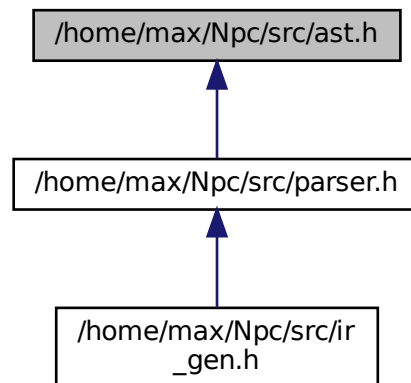 /home/max/Npc/src/ast.h
/home/max/Npc/src/parser.h
/home/max/Npc/src/ir
_gen.h